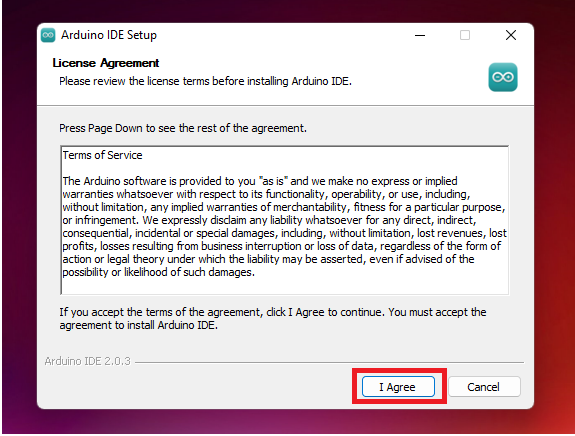 Arduino IDE Setup
License Agreement
Please review the license terms before installing Arduino IDE.
Press Page Down to see the rest of the agreement.
Terms of Service
The Arduino software is provided to you "as is" and we make no express or implied
warranties whatsoever with respect to its functionality, operability, or use, including,
without limitation, any implied warranties of merchantability, fitness for a particular purpose,
or infringement. We expressly disclaim any liability whatsoever for any direct, indirect,
consequential, incidental or special damages, including, without limitation, lost revenues, lost
profits, losses resulting from business interruption or loss of data, regardless of the form of
action or legal theory under which the liability may be asserted, even if advised of the
possibility or likelihood of such damages.
If you accept the terms of the agreement, click I Agree to continue. You must accept the
agreement to install Arduino IDE.
Arduino IDE 2.0.3
I Agree
Cancel